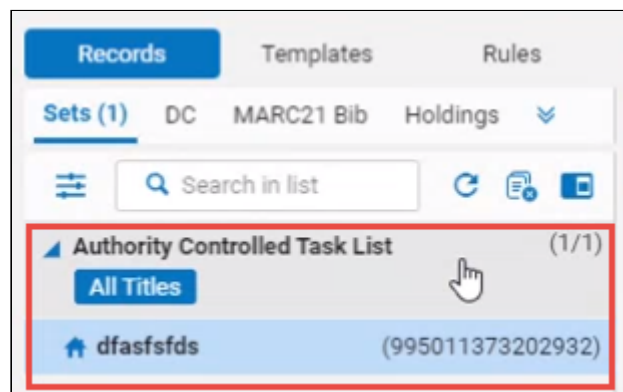 Records Templates Rules
Sets (1) DC MARC21 Bib Holdings
Search in list
Authority Controlled Task List (1/1)
All Titles
dfasfsfds (995011373202932)